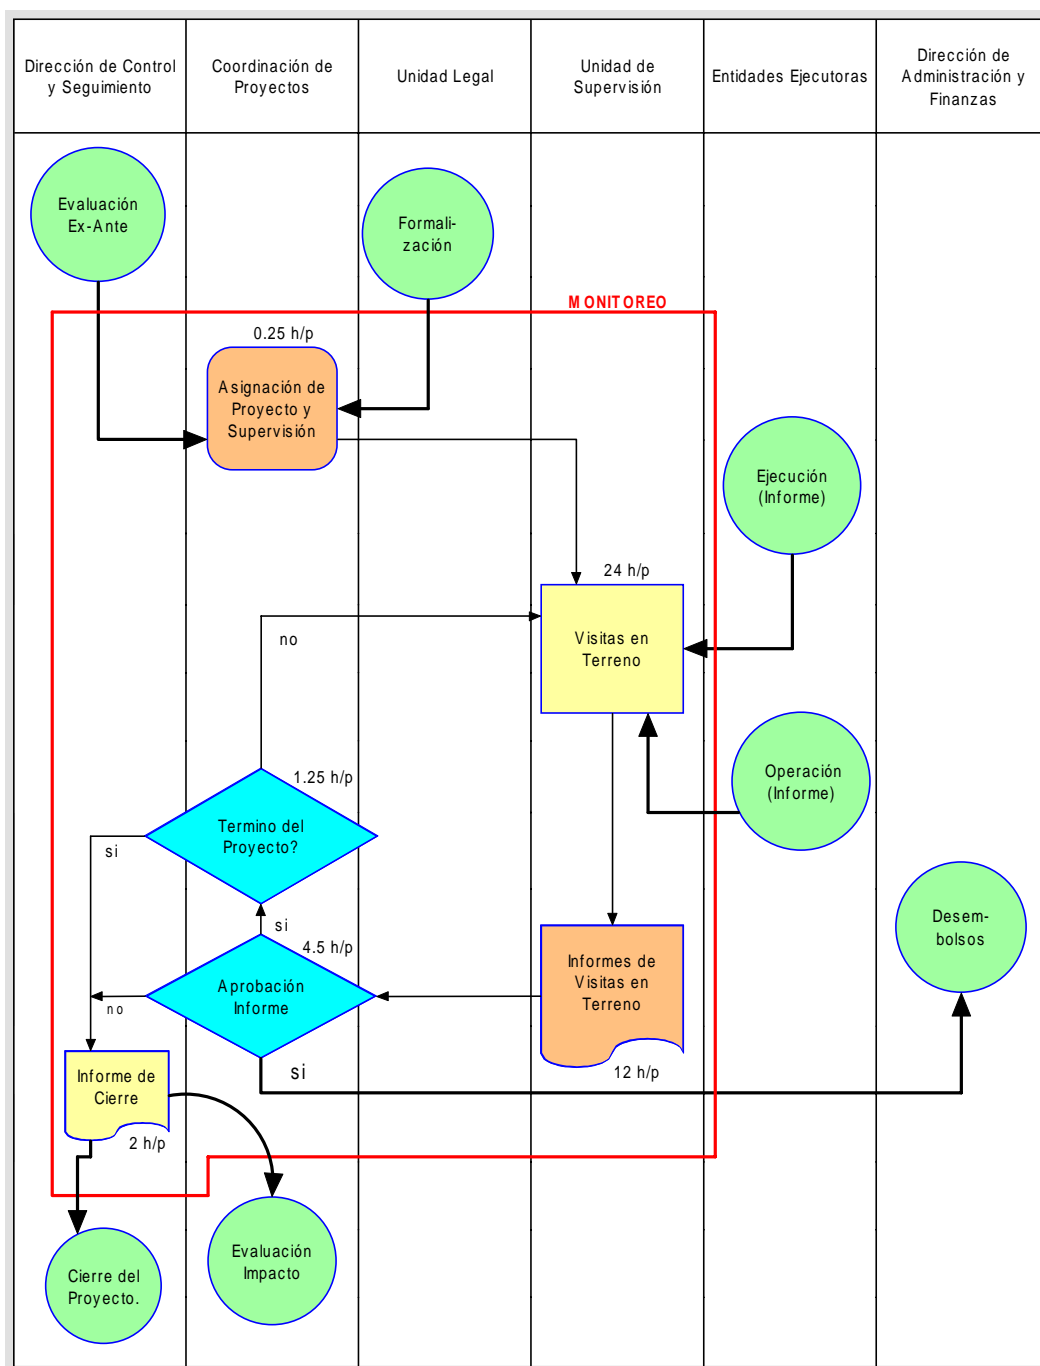 Dirección de Control
y Seguimiento
Coordinación de
Proyectos
Unidad Legal
Unidad de
Supervisión
Entidades Ejecutoras
Dirección de
Administración y
Finanzas
Evaluación
Ex-Ante
Formali-
zación
MONITOREO
0.25 h/p
Asignación de
Proyecto y
Supervisión
Ejecución
(Informe)
24 h/p
Visitas en
Terreno
no
1.25 h/p
Operación
(Informe)
Termino del
Proyecto?
si
si
4.5 h/p
Desem-
bolsos
Aprobación
Informe
Informes de
Visitas en
Terreno
no
si
12 h/p
Informe de
Cierre
2 h/p
Evaluación
Impacto
Cierre del
Proyecto.